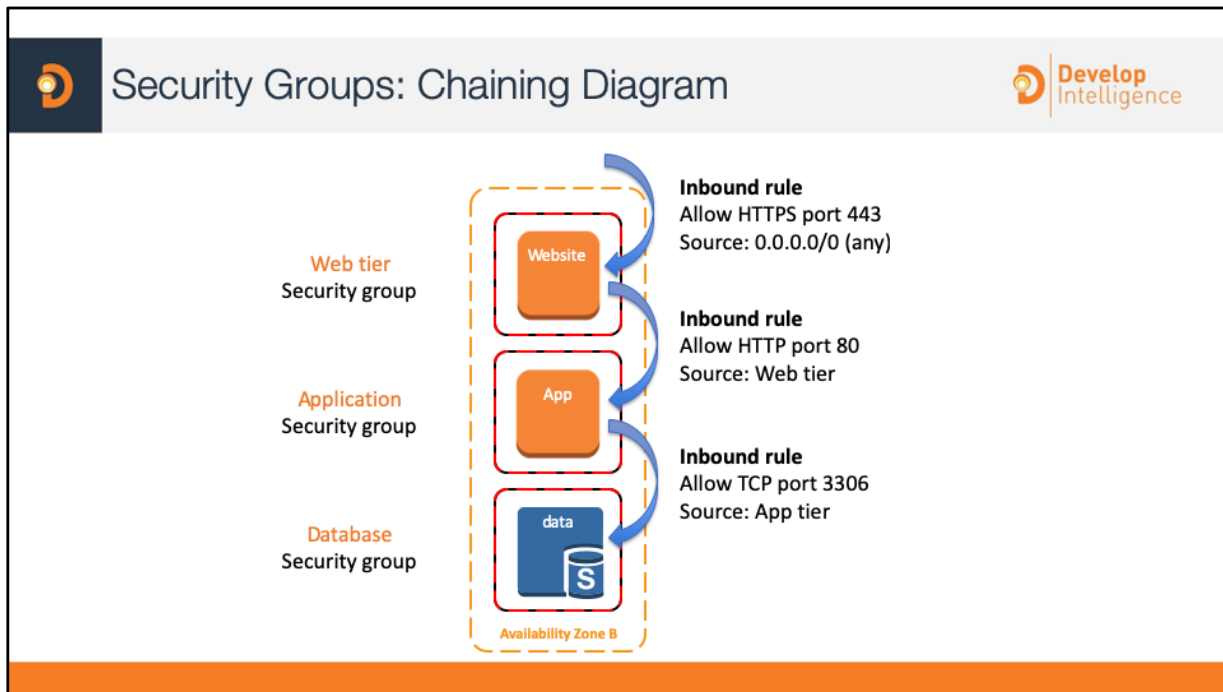 Security Groups: Chaining Diagram
Develop
Intelligence
Inbound rule
Allow HTTPS port 443
Source: 0.0.0.0/0 (any)
Website
Web tier
Security group
Inbound rule
Allow HTTP port 80
Source: Web tier
App
Application
Security group
Inbound rule
Allow TCP port 3306
Source: App tier
data
S
Database
Security group
Availability Zone B